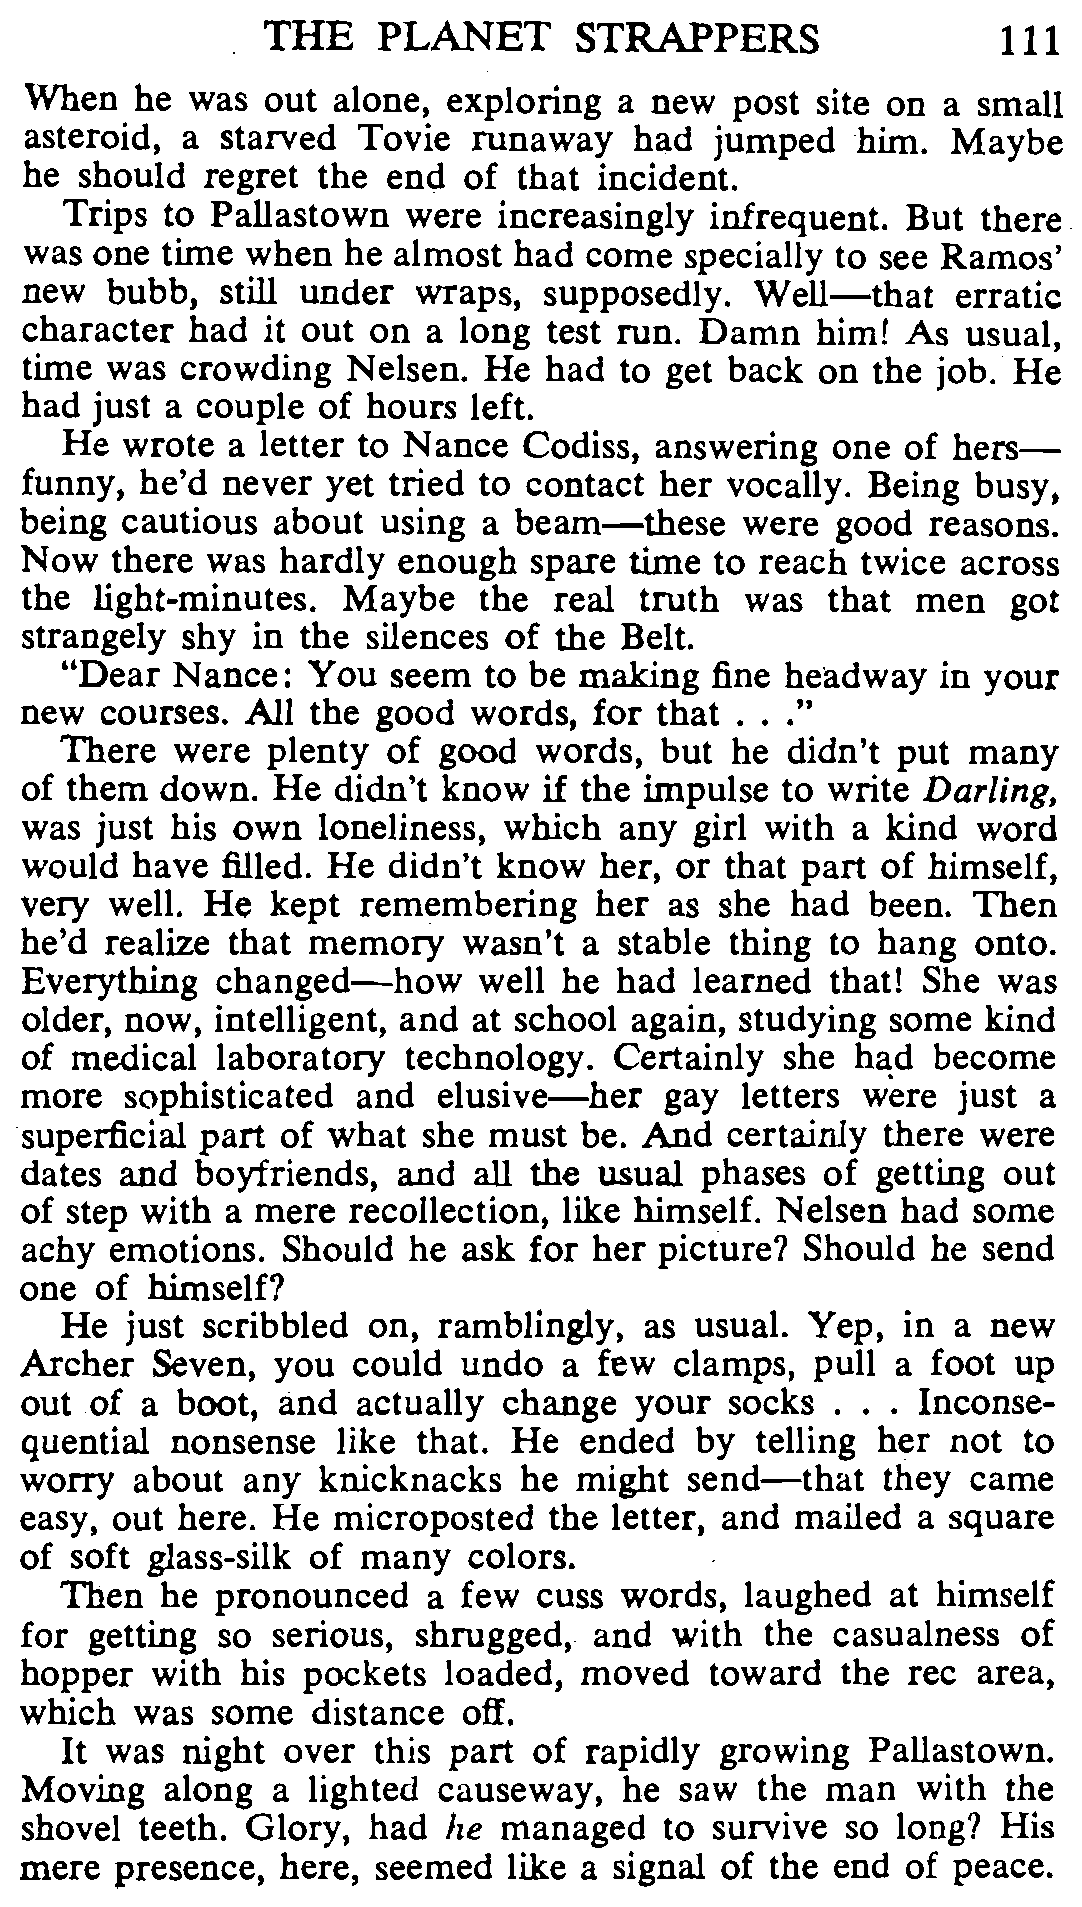 THE PLANET STRAPPERS 111
When he was out alone, exploring a new post site on a small
asteroid, a starved Tovie runaway had jumped him. Maybe
he should regret the end of that incident.
Trips to Pallastown were increasingly infrequent. But there
was one time when he almost had come specially to see Ramos'
new bubb, still under wraps, supposedly. Well—that erratic
character had it out on a long test run. Damn him! As usual,
time was crowding Nelsen. He had to get back on the job. He
had just a couple of hours left.
He wrote a letter to Nance Codiss, answering one of hers—
funny, he'd never yet tried to contact her vocally. Being busy,
being cautious about using a beam—these were good reasons.
Now there was hardly enough spare time to reach twice across
the light-minutes. Maybe the real truth was that men got
strangely shy in the silences of the Belt.
"Dear Nance: You seem to be making fine headway in your
new courses. All the good words, for that . . ."
There were plenty of good words, but he didn't put many
of them down. He didn't know if the impulse to write Darling,
was just his own loneliness, which any girl with a kind word
would have filled. He didn't know her, or that part of himself,
very well. He kept remembering her as she had been. Then
he'd realize that memory wasn't a stable thing to hang onto.
Everything changed—how well he had learned that! She was
older, now, intelligent, and at school again, studying some kind
of medical laboratory technology. Certainly she had become
more sophisticated and elusive—her gay letters were just a
superficial part of what she must be. And certainly there were
dates and boyfriends, and all the usual phases of getting out
of step with a mere recollection, like himself. Nelsen had some
achy emotions. Should he ask for her picture? Should he send
one of himself?
He just scribbled on, ramblingly, as usual. Yep, in a new
Archer Seven, you could undo a few clamps, pull a foot up
out of a boot, and actually change your socks . . . Inconse-
quential nonsense like that. He ended by telling her not to
worry about any knicknacks he might send—that they came
easy, out here. He microposted the letter, and mailed a square
of soft glass-silk of many colors.
Then he pronounced a few cuss words, laughed at himself
for getting so serious, shrugged, and with the casualness of
hopper with his pockets loaded, moved toward the rec area,
which was some distance off.
It was night over this part of rapidly growing Pallastown.
Moving along a lighted causeway, he saw the man with the
shovel teeth. Glory, had he managed to survive so long? His
mere presence, here, seemed like a signal of the end of peace.